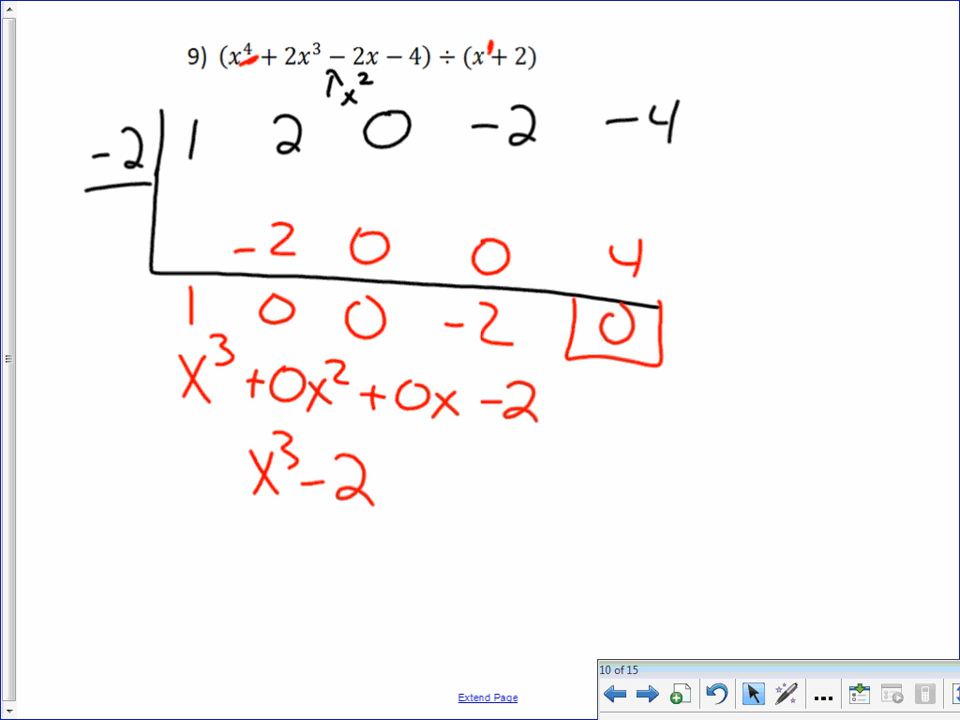 9) (x⁴ + 2x³ − 2x − 4) ÷ (x¹ + 2)
↑x²
-2 | 1 2 0 -2 -4
-2 0 0 4
1 0 0 -2 0
x³ + 0x² + 0x - 2
x³ - 2
10 of 15
Extend Page